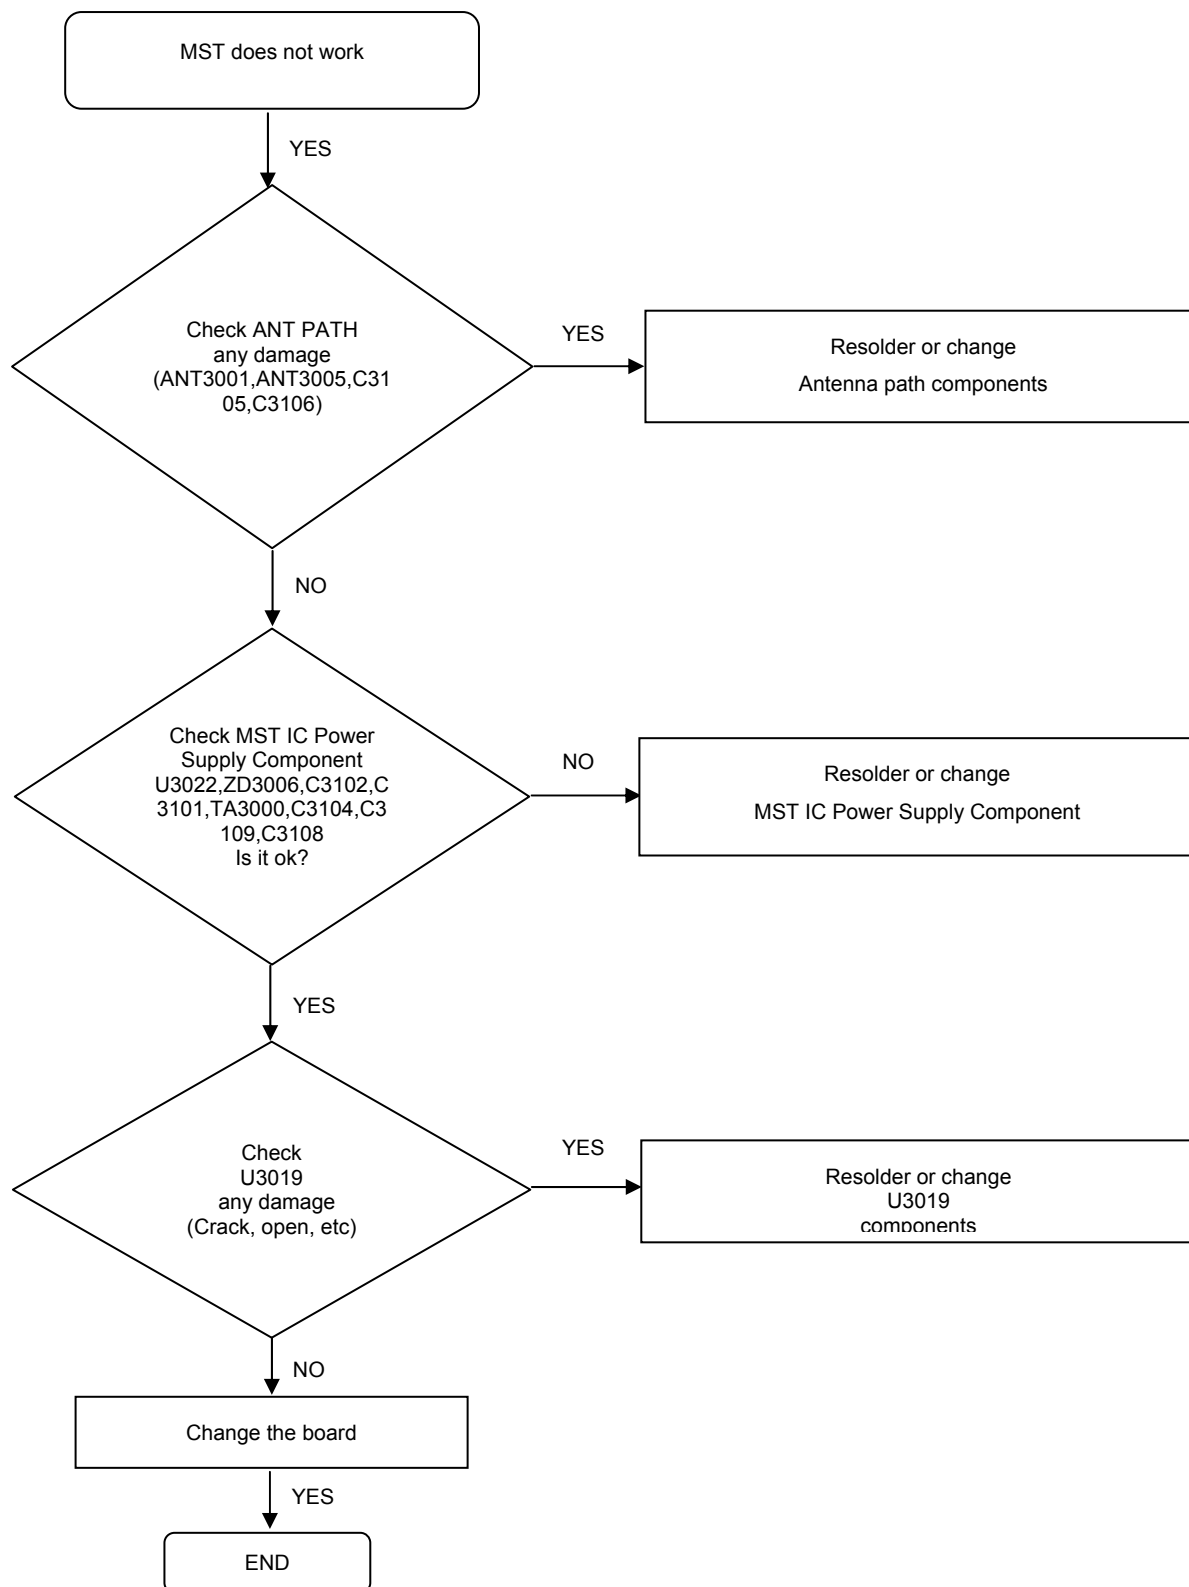 MST does not work
YES
Check ANT PATH
any damage
(ANT3001,ANT3005,C31
05,C3106)
YES
Resolder or change
Antenna path components
NO
Check MST IC Power
Supply Component
U3022,ZD3006,C3102,C
3101,TA3000,C3104,C3
109,C3108
Is it ok?
NO
Resolder or change
MST IC Power Supply Component
YES
Check
U3019
any damage
(Crack, open, etc)
YES
Resolder or change
U3019
components
NO
Change the board
YES
END